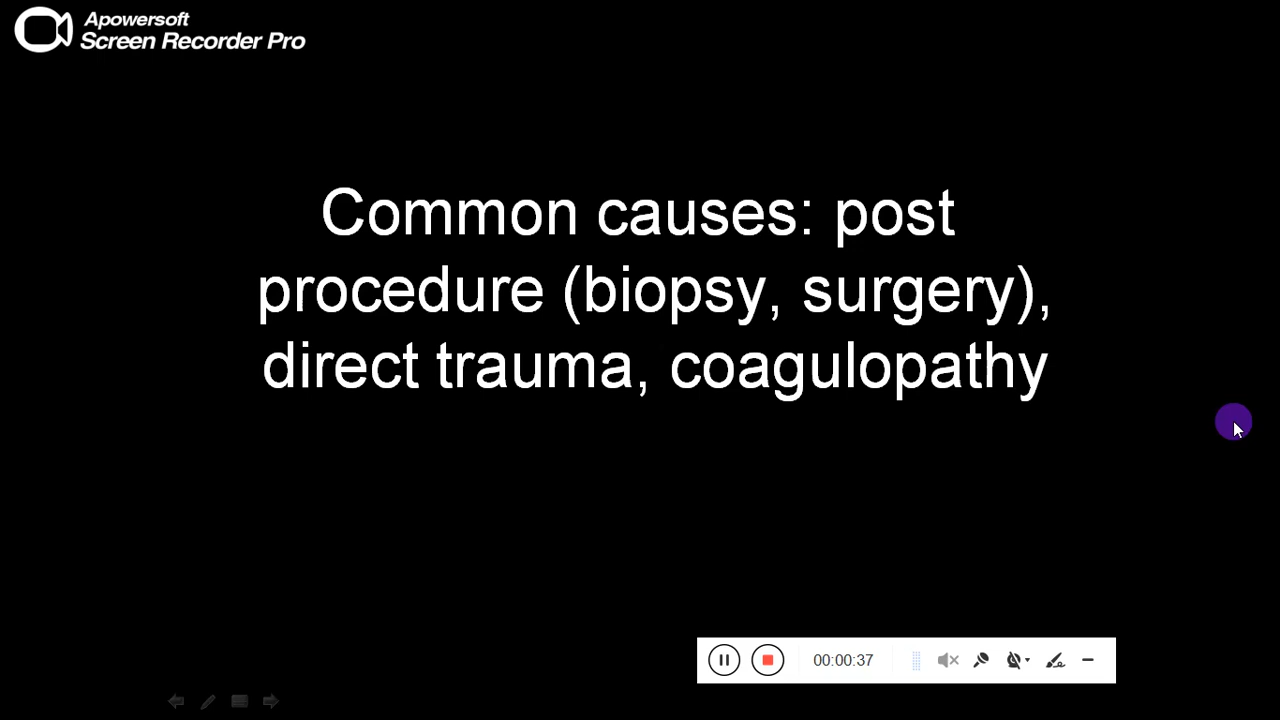 Apowersoft
Screen Recorder Pro
Common causes: post
procedure (biopsy, surgery),
direct trauma, coagulopathy
00:00:37